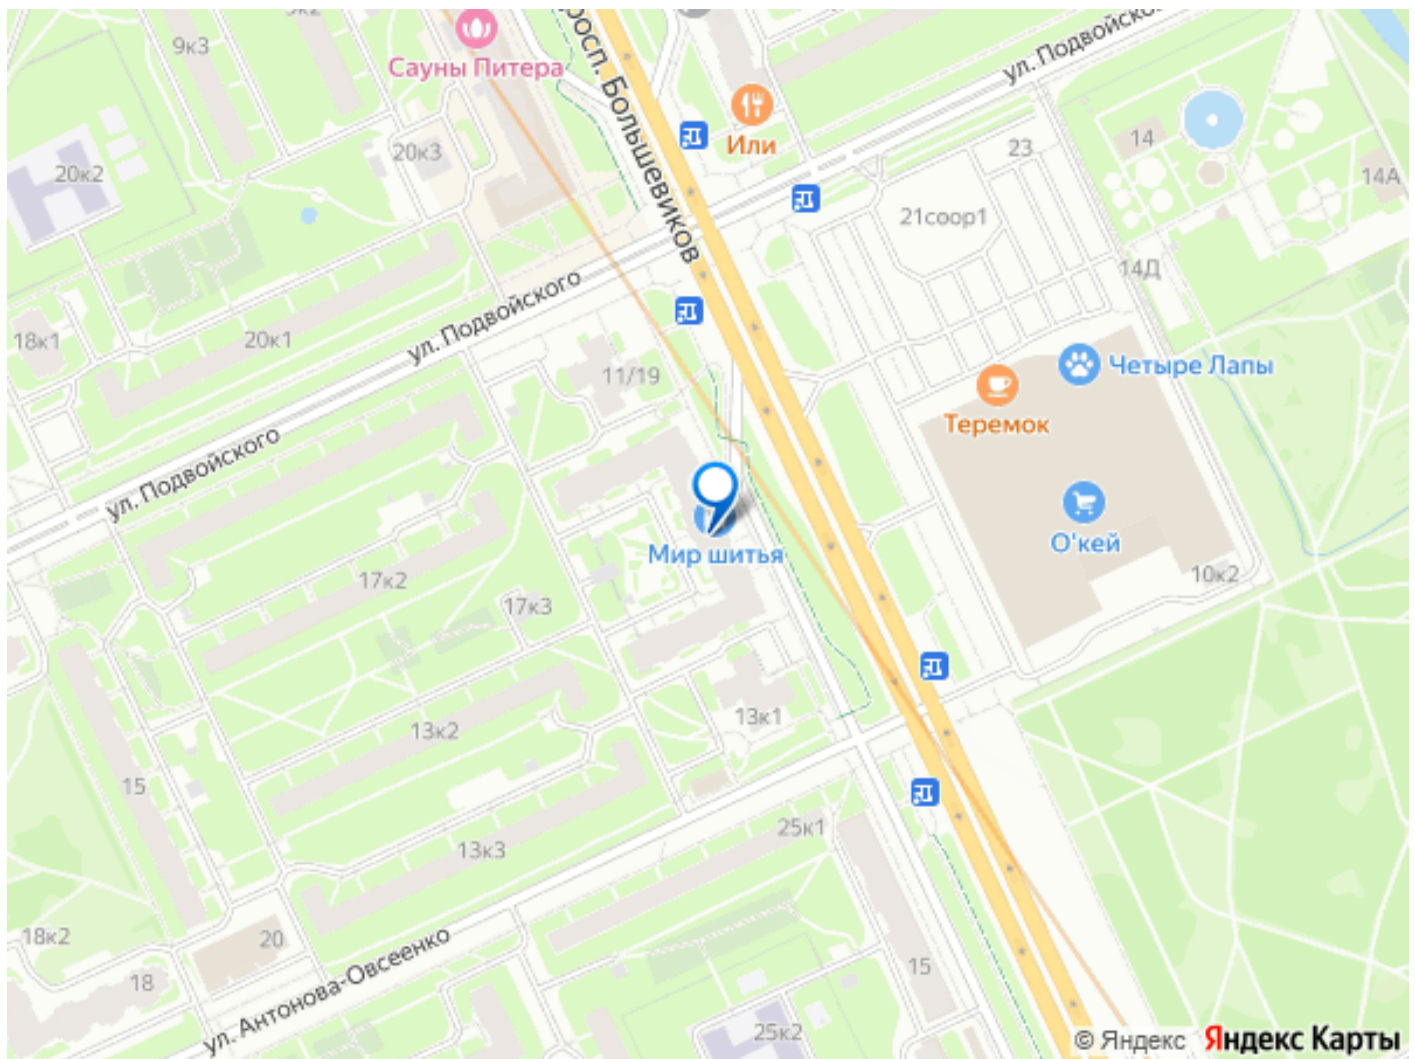 9к3
Сауны Питера
просп. Большевиков
ул. Подвойского
Или
23
14
14А
20к3
20к2
21соор1
14Д
18к1
20к1
ул. Подвойского
11/19
Четыре Лапы
Теремок
ул. Подвойского
О'кей
Мир шитья
10к2
17к2
17к3
13к1
13к2
15
25к1
13к3
18к2
20
ул. Антонова-Овсеенко
15
18
25к2
© Яндекс Яндекс Карты